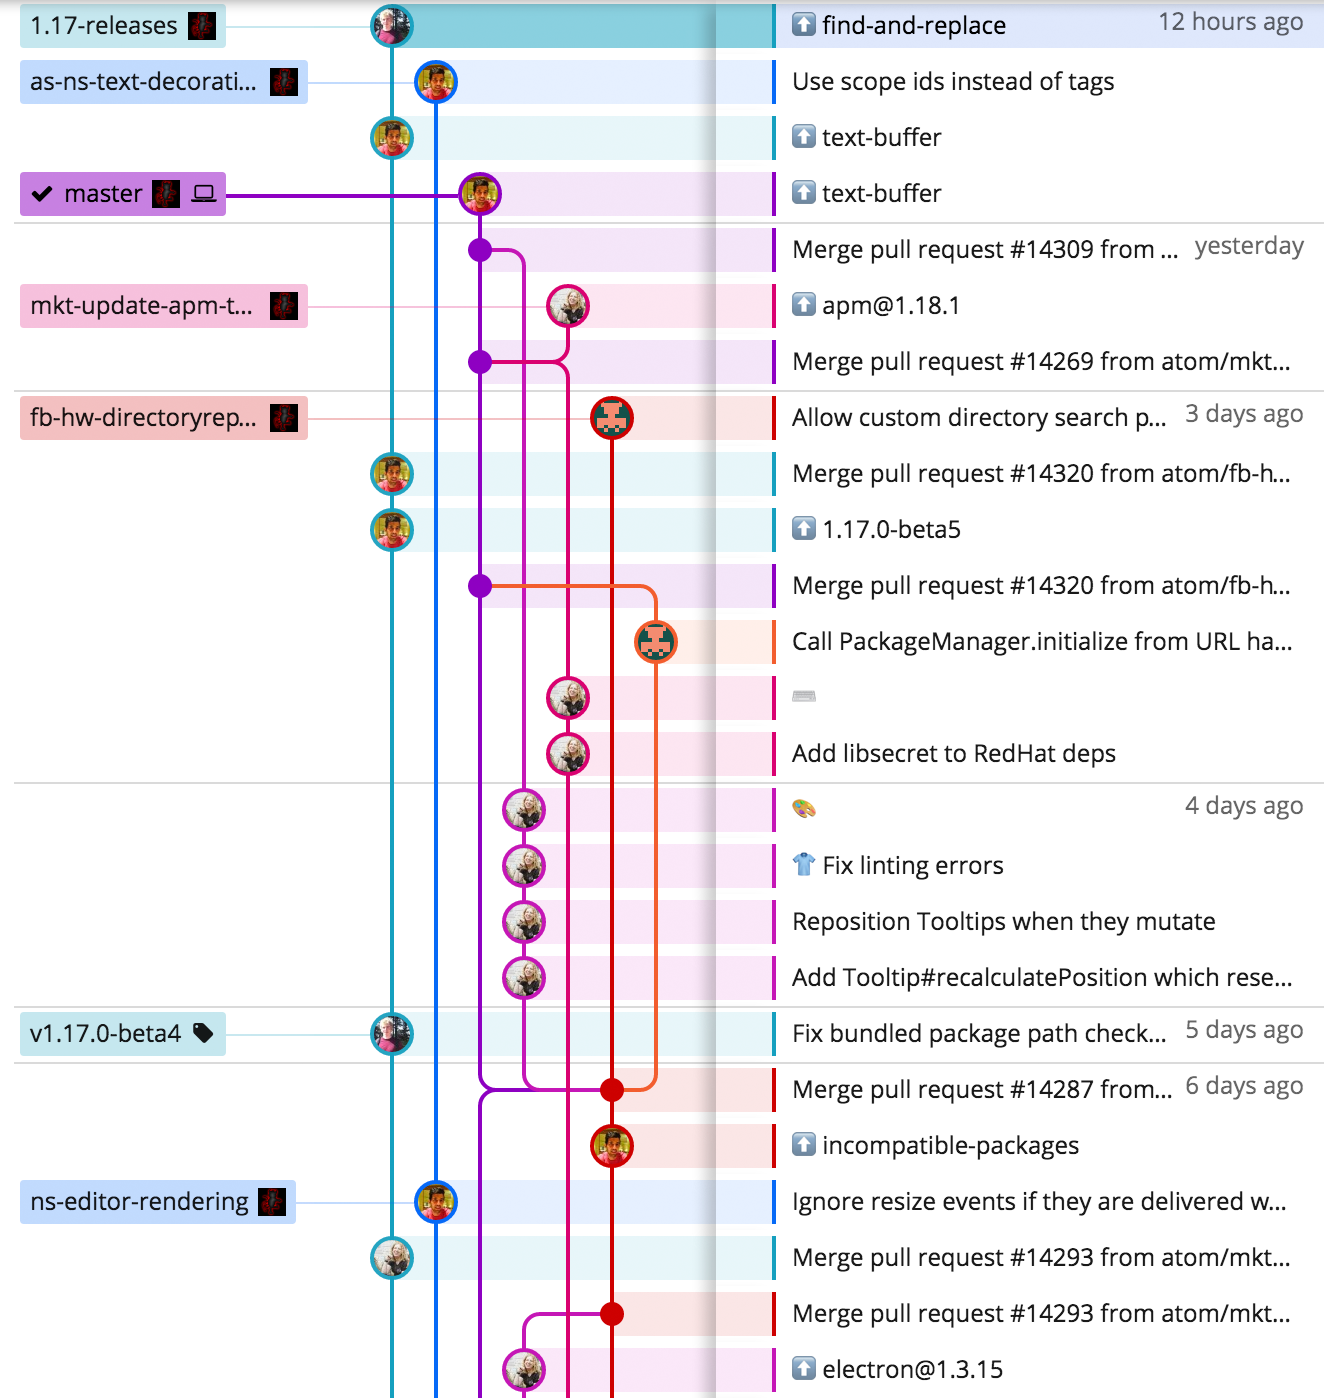 1.17-releases find-and-replace 12 hours ago
as-ns-text-decorati... Use scope ids instead of tags
text-buffer
master text-buffer
Merge pull request #14309 from ... yesterday
mkt-update-apm-t... apm@1.18.1
Merge pull request #14269 from atom/mkt...
fb-hw-directoryrep... Allow custom directory search p... 3 days ago
Merge pull request #14320 from atom/fb-h...
1.17.0-beta5
Merge pull request #14320 from atom/fb-h...
Call PackageManager.initialize from URL ha...
Add libsecret to RedHat deps
4 days ago
Fix linting errors
Reposition Tooltips when they mutate
Add Tooltip#recalculatePosition which rese...
v1.17.0-beta4 Fix bundled package path check... 5 days ago
Merge pull request #14287 from... 6 days ago
incompatible-packages
ns-editor-rendering Ignore resize events if they are delivered w...
Merge pull request #14293 from atom/mkt...
Merge pull request #14293 from atom/mkt...
electron@1.3.15